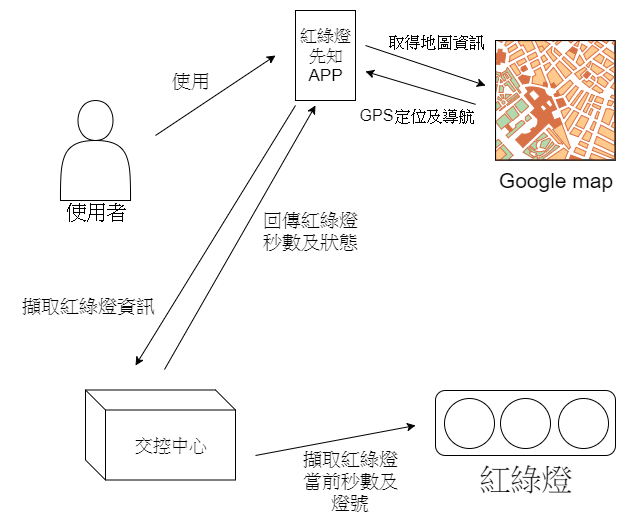 紅綠燈
先知
APP
取得地圖資訊
使用
GPS定位及導航
Google map
使用者
回傳紅綠燈
秒數及狀態
擷取紅綠燈資訊
交控中心
擷取紅綠燈
當前秒數及
燈號
紅綠燈